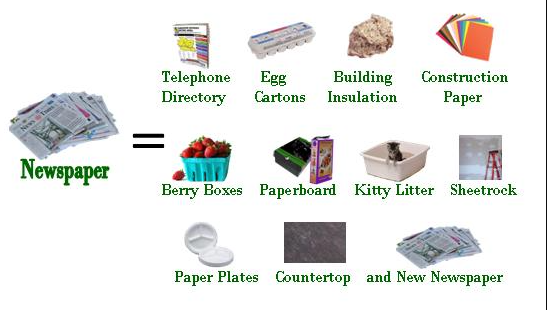 Telephone Directory
Egg Cartons
Building Insulation
Construction Paper
Newspaper
=
Berry Boxes
Paperboard
Kitty Litter
Sheetrock
Paper Plates
Countertop
and New Newspaper